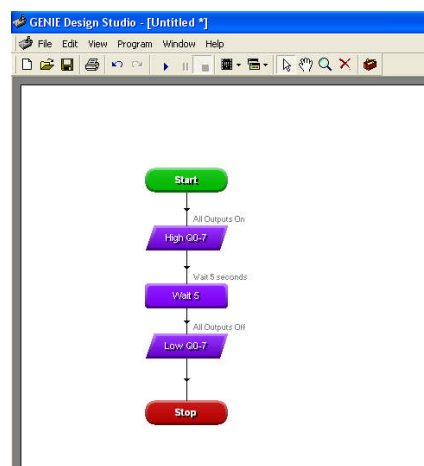 GENIE Design Studio - [Untitled *]
File Edit View Program Window Help
Start
All Outputs On
High Q0-7
Wait 5 seconds
Wait 5
All Outputs Off
Low Q0-7
Stop